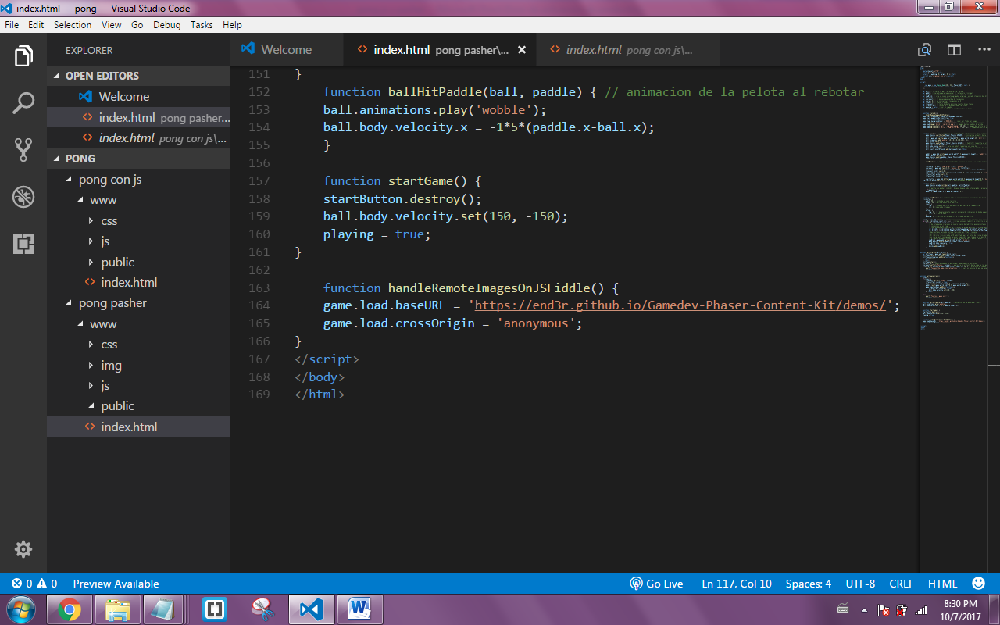 index.html — pong — Visual Studio Code
File Edit Selection View Go Debug Tasks Help
EXPLORER
OPEN EDITORS
Welcome
index.html pong pasher...
index.html pong con js\...
PONG
pong con js
www
css
js
public
index.html
pong pasher
www
css
img
js
public
index.html
Welcome index.html pong pasher\... index.html pong con js\...
151 }
152 function ballHitPaddle(ball, paddle) { // animacion de la pelota al rebotar
153 ball.animations.play('wobble');
154 ball.body.velocity.x = -1*5*(paddle.x-ball.x);
155 }
156
157 function startGame() {
158 startButton.destroy();
159 ball.body.velocity.set(150, -150);
160 playing = true;
161 }
162
163 function handleRemoteImagesOnJSFiddle() {
164 game.load.baseURL = 'https://end3r.github.io/Gamedev-Phaser-Content-Kit/demos/';
165 game.load.crossOrigin = 'anonymous';
166 }
167 </script>
168 </body>
169 </html>
0 0 Preview Available Go Live Ln 117, Col 10 Spaces: 4 UTF-8 CRLF HTML
8:30 PM
10/7/2017